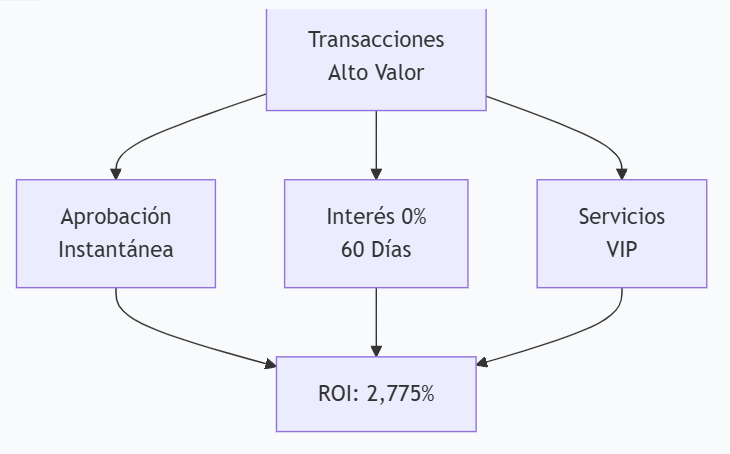 Transacciones
Alto Valor
Aprobación
Instantánea
Interés 0%
60 Días
Servicios
VIP
ROI: 2,775%